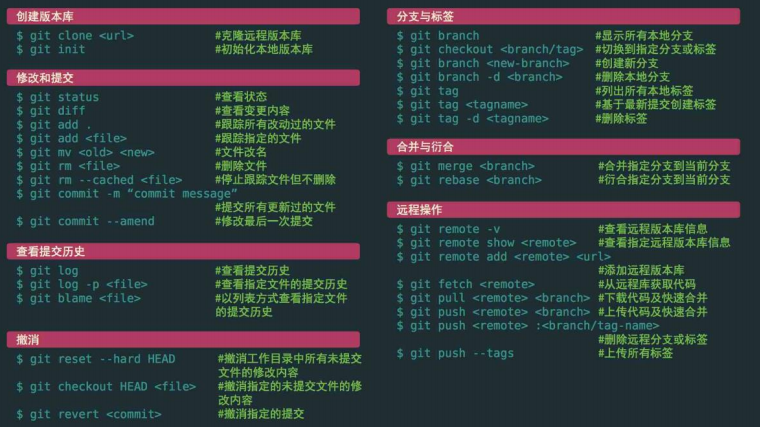 创建版本库
$ git clone <url> #克隆远程版本库
$ git init #初始化本地版本库
修改和提交
$ git status #查看状态
$ git diff #查看变更内容
$ git add . #跟踪所有改动过的文件
$ git add <file> #跟踪指定的文件
$ git mv <old> <new> #文件改名
$ git rm <file> #删除文件
$ git rm --cached <file> #停止跟踪文件但不删除
$ git commit -m “commit message”
#提交所有更新过的文件
$ git commit --amend #修改最后一次提交
查看提交历史
$ git log #查看提交历史
$ git log -p <file> #查看指定文件的提交历史
$ git blame <file> #以列表方式查看指定文件
的提交历史
撤消
$ git reset --hard HEAD #撤消工作目录中所有未提交
文件的修改内容
$ git checkout HEAD <file> #撤消指定的未提交文件的修
改内容
$ git revert <commit> #撤消指定的提交
分支与标签
$ git branch #显示所有本地分支
$ git checkout <branch/tag> #切换到指定分支或标签
$ git branch <new-branch> #创建新分支
$ git branch -d <branch> #删除本地分支
$ git tag #列出所有本地标签
$ git tag <tagname> #基于最新提交创建标签
$ git tag -d <tagname> #删除标签
合并与衍合
$ git merge <branch> #合并指定分支到当前分支
$ git rebase <branch> #衍合指定分支到当前分支
远程操作
$ git remote -v #查看远程版本库信息
$ git remote show <remote> #查看指定远程版本库信息
$ git remote add <remote> <url>
#添加远程版本库
$ git fetch <remote> #从远程库获取代码
$ git pull <remote> <branch> #下载代码及快速合并
$ git push <remote> <branch> #上传代码及快速合并
$ git push <remote> :<branch/tag-name>
#删除远程分支或标签
$ git push --tags #上传所有标签